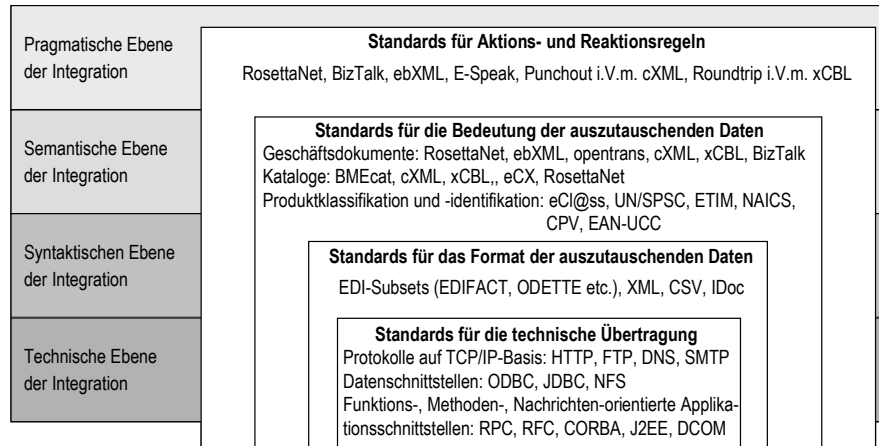 Pragmatische Ebene
der Integration
Standards für Aktions- und Reaktionsregeln
RosettaNet, BizTalk, ebXML, E-Speak, Punchout i.V.m. cXML, Roundtrip i.V.m. xCBL
Semantische Ebene
der Integration
Standards für die Bedeutung der auszutauschenden Daten
Geschäftsdokumente: RosettaNet, ebXML, opentrans, cXML, xCBL, BizTalk
Kataloge: BMEcat, cXML, xCBL,, eCX, RosettaNet
Produktklassifikation und -identifikation: eCl@ss, UN/SPSC, ETIM, NAICS,
CPV, EAN-UCC
Syntaktischen Ebene
der Integration
Standards für das Format der auszutauschenden Daten
EDI-Subsets (EDIFACT, ODETTE etc.), XML, CSV, IDoc
Technische Ebene
der Integration
Standards für die technische Übertragung
Protokolle auf TCP/IP-Basis: HTTP, FTP, DNS, SMTP
Datenschnittstellen: ODBC, JDBC, NFS
Funktions-, Methoden-, Nachrichten-orientierte Applika-
tionsschnittstellen: RPC, RFC, CORBA, J2EE, DCOM